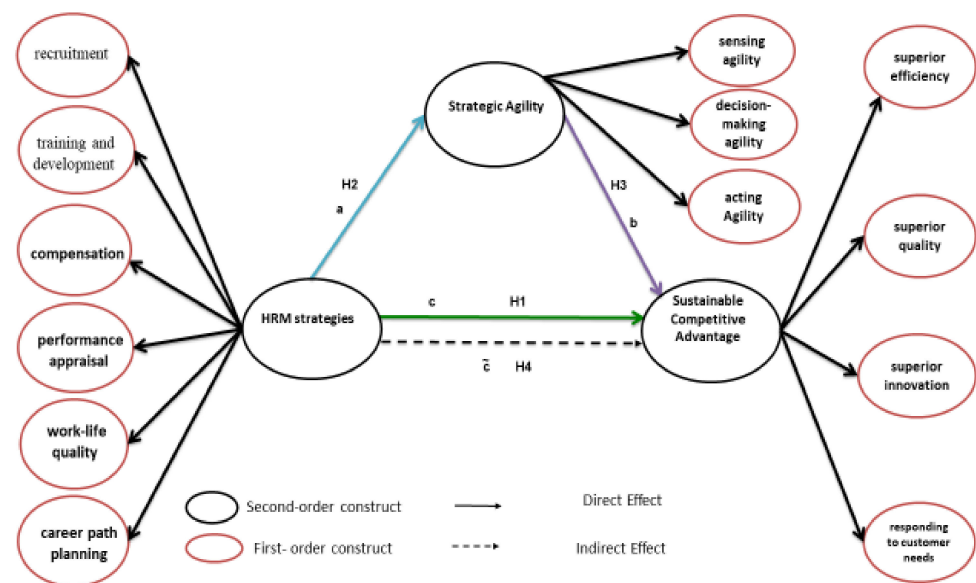 recruitment
training and
development
compensation
performance
appraisal
work-life
quality
career path
planning
HRM strategies
H2
a
Strategic Agility
sensing
agility
decision-
making
agility
acting
Agility
H3
b
c H1
c̃ H4
Sustainable
Competitive
Advantage
superior
efficiency
superior
quality
superior
innovation
responding
to customer
needs
Second-order construct
Direct Effect
First- order construct
Indirect Effect